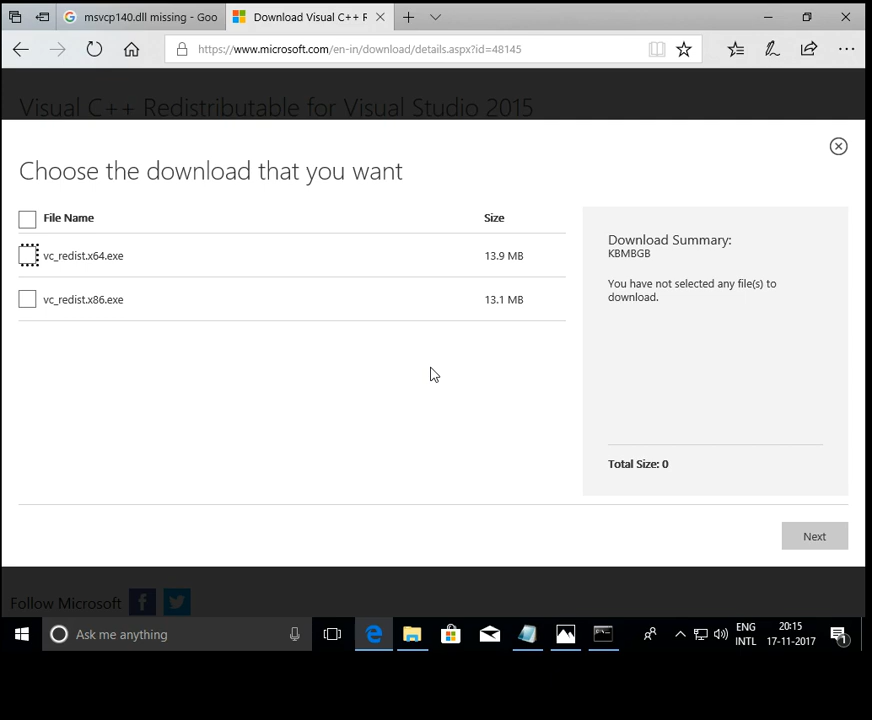 msvcp140.dll missing - Goo
Download Visual C++ R
https://www.microsoft.com/en-in/download/details.aspx?id=48145
Visual C++ Redistributable for Visual Studio 2015
Choose the download that you want
File Name
Size
vc_redist.x64.exe
13.9 MB
vc_redist.x86.exe
13.1 MB
Download Summary:
KBMBGB
You have not selected any file(s) to
download.
Total Size: 0
Next
Follow Microsoft
Ask me anything
ENG
INTL
20:15
17-11-2017
1